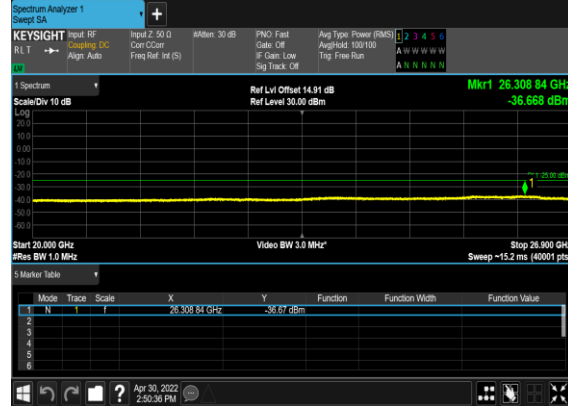 Spectrum Analyzer 1
Swept SA
+
KEYSIGHT Input: RF Input Z: 50 Ω #Atten: 30 dB PNO: Fast Avg Type: Power (RMS) 1 2 3 4 5 6
RLT Coupling: DC Corr CCorr Gate: Off Avg|Hold: 100/100 A W W W W W
Align: Auto Freq Ref: Int (S) IF Gain: Low Trig: Free Run
Sig Track: Off A N N N N N
1 Spectrum Ref Lvl Offset 14.91 dB Mkr1 26.308 84 GHz
Scale/Div 10 dB Ref Level 30.00 dBm -36.668 dBm
Log
20.0
10.00
0.00
-10.0
-20.0
-25.00 dBm
1
-30.0
-40.0
-50.0
-60.0
Start 20.000 GHz Video BW 3.0 MHz* Stop 26.900 GHz
#Res BW 1.0 MHz Sweep ~15.2 ms (40001 pts)
5 Marker Table
Mode Trace Scale X Y Function Function Width Function Value
1 N 1 f 26.308 84 GHz -36.67 dBm
2
3
4
5
6
? Apr 30, 2022
2:50:36 PM